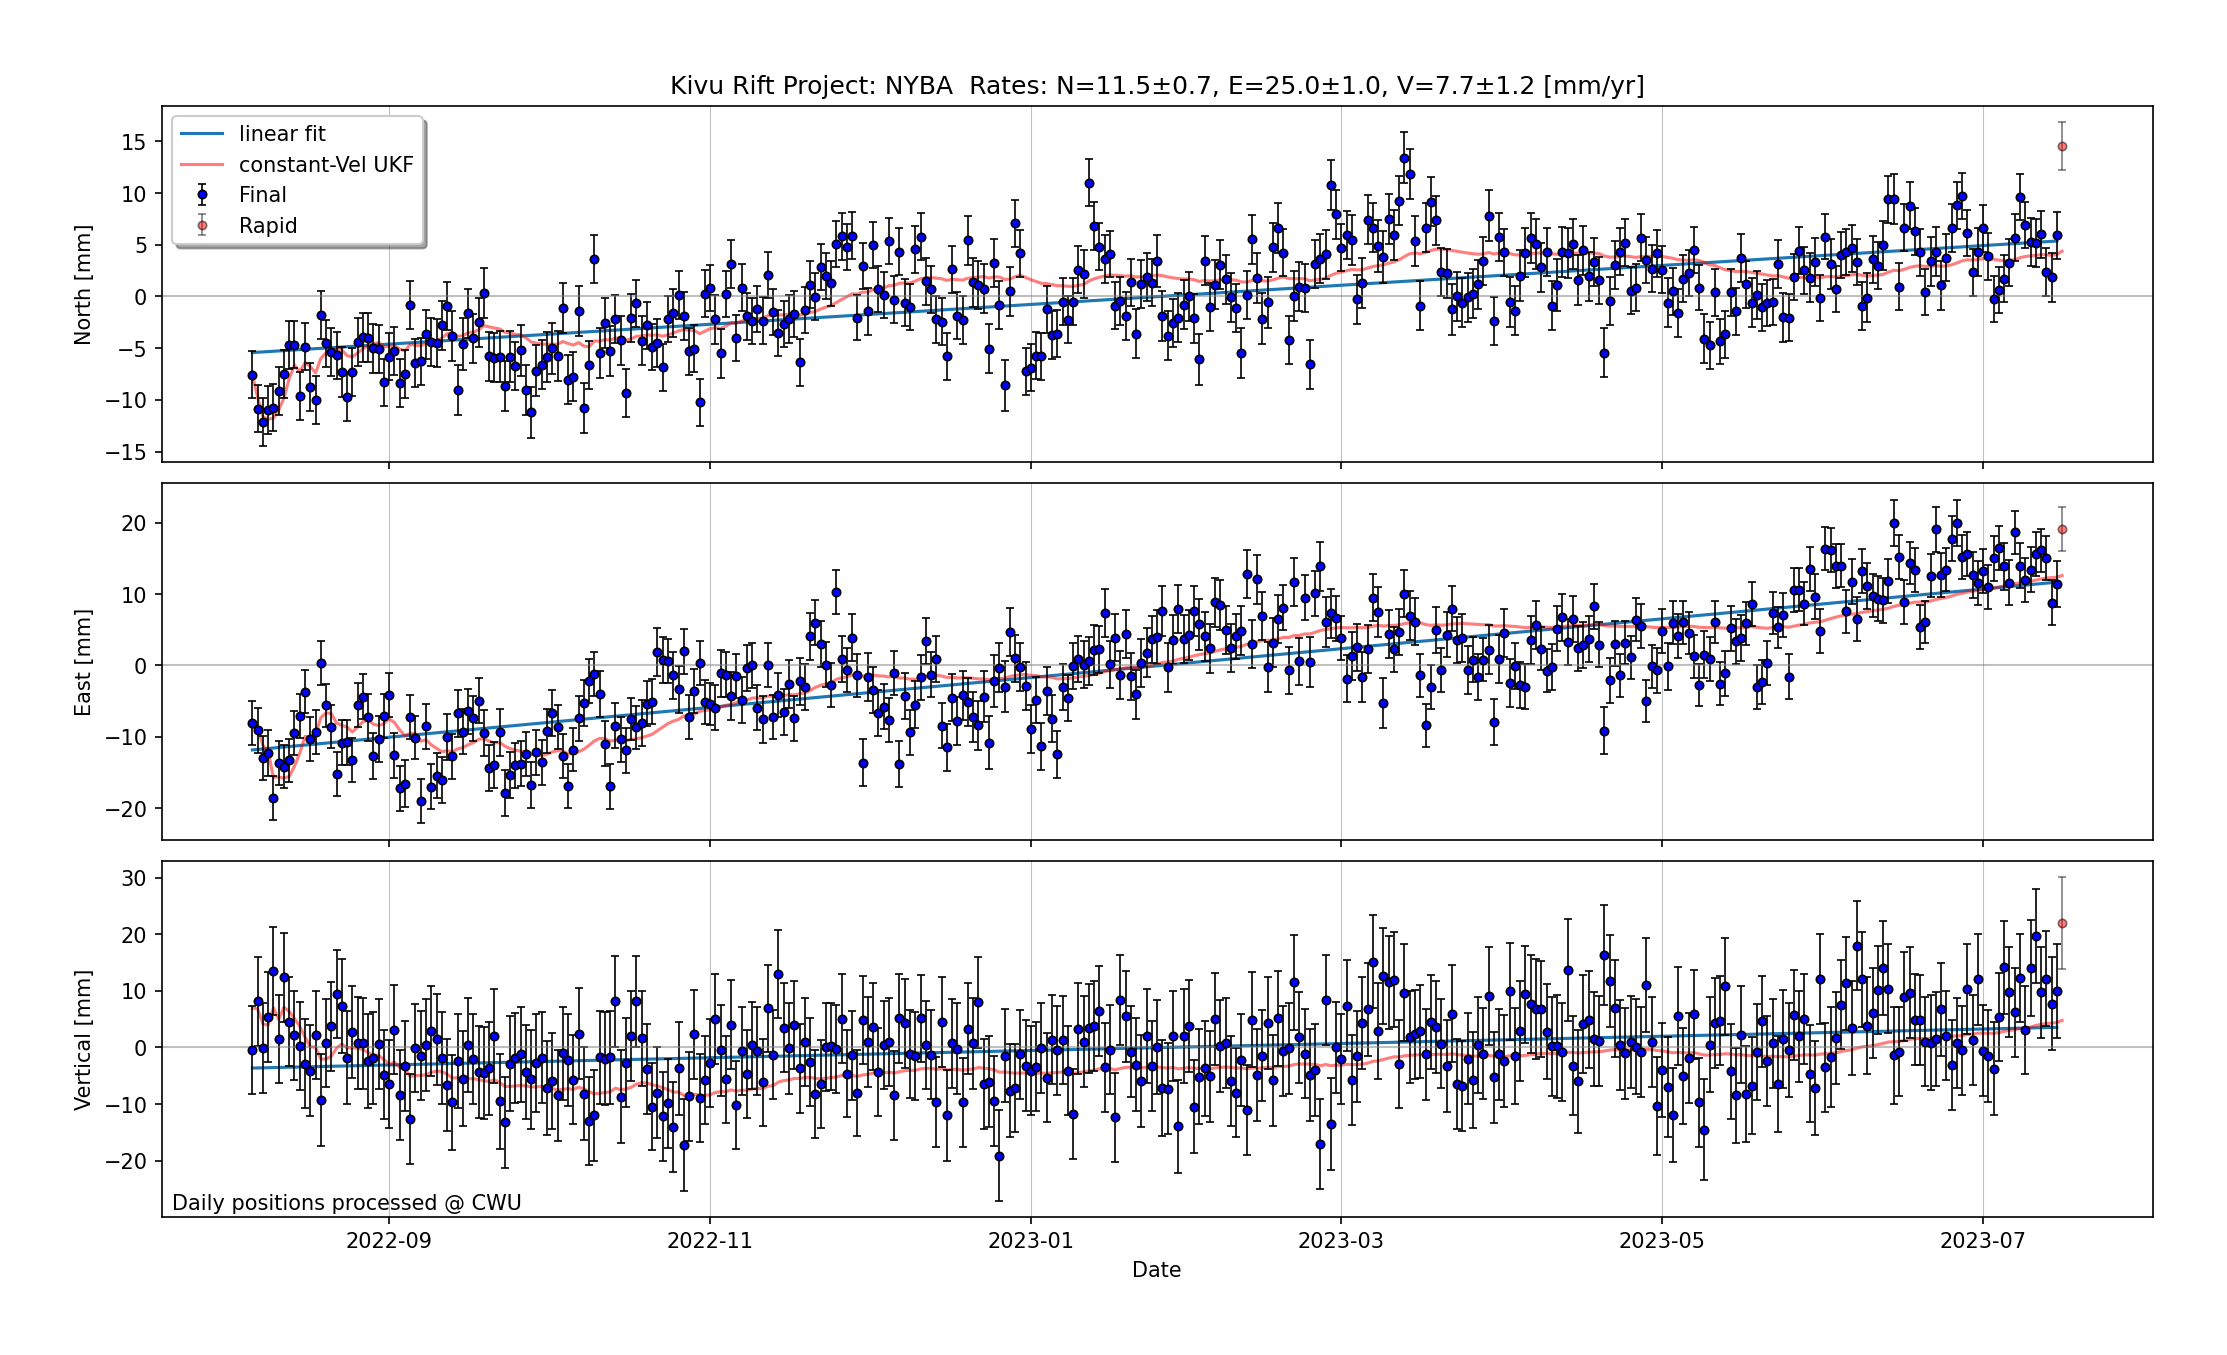 Kivu Rift Project: NYBA  Rates: N=11.5±0.7, E=25.0±1.0, V=7.7±1.2 [mm/yr]
linear fit
constant-Vel UKF
Final
Rapid
North [mm]
15
10
5
0
−5
−10
−15
East [mm]
20
10
0
−10
−20
Vertical [mm]
30
20
10
0
−10
−20
Daily positions processed @ CWU
2022-09 2022-11 2023-01 2023-03 2023-05 2023-07
Date